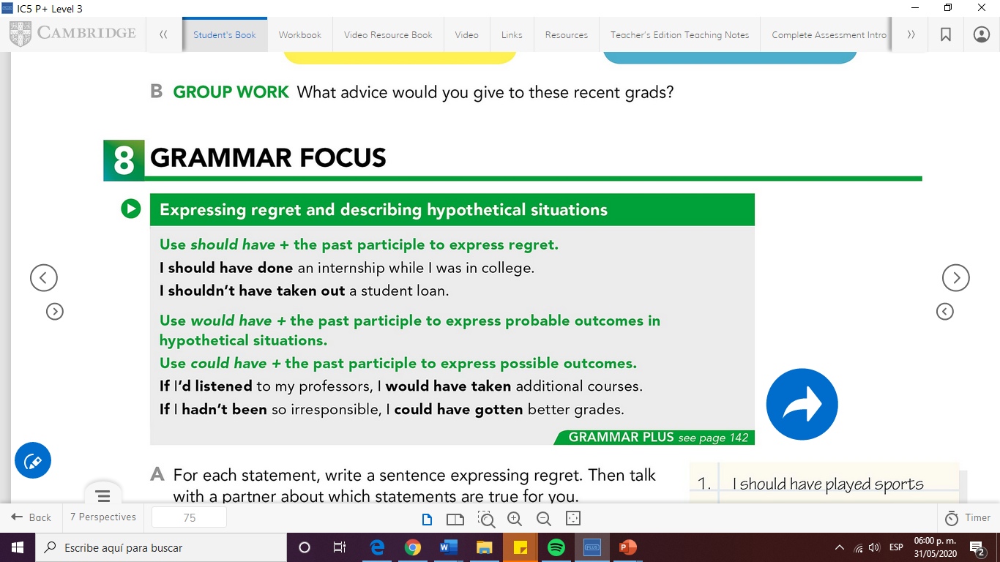 IC5 P+ Level 3
CAMBRIDGE
Student's Book
Workbook
Video Resource Book
Video
Links
Resources
Teacher's Edition Teaching Notes
Complete Assessment Intro
B GROUP WORK What advice would you give to these recent grads?
8 GRAMMAR FOCUS
Expressing regret and describing hypothetical situations
Use should have + the past participle to express regret.
I should have done an internship while I was in college.
I shouldn't have taken out a student loan.
Use would have + the past participle to express probable outcomes in
hypothetical situations.
Use could have + the past participle to express possible outcomes.
If I'd listened to my professors, I would have taken additional courses.
If I hadn't been so irresponsible, I could have gotten better grades.
GRAMMAR PLUS see page 142
A For each statement, write a sentence expressing regret. Then talk
with a partner about which statements are true for you.
1. I should have played sports
Back
7 Perspectives
75
Timer
Escribe aquí para buscar
PLUS
ESP
06:00 p. m.
31/05/2020
2